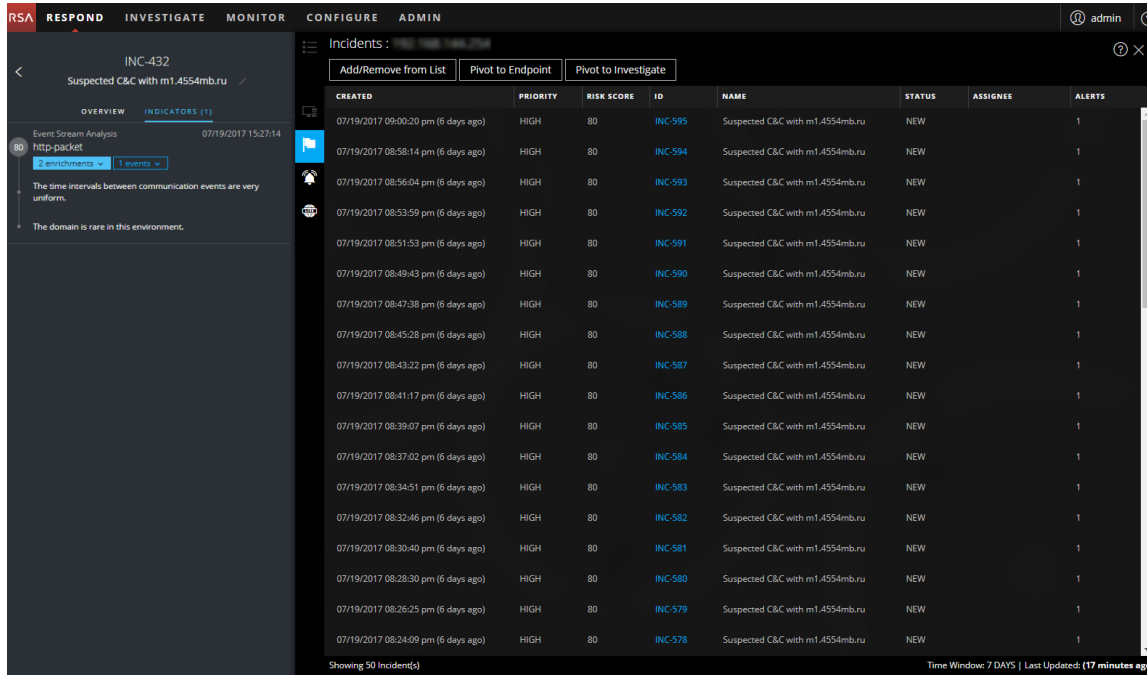 RSA RESPOND INVESTIGATE MONITOR CONFIGURE ADMIN admin
INC-432
Suspected C&C with m1.4554mb.ru
OVERVIEW INDICATORS (1)
Event Stream Analysis 07/19/2017 15:27:14
80 http-packet
2 enrichments 1 events
The time intervals between communication events are very
uniform.
The domain is rare in this environment.
Incidents :
Add/Remove from List Pivot to Endpoint Pivot to Investigate
CREATED PRIORITY RISK SCORE ID NAME STATUS ASSIGNEE ALERTS
07/19/2017 09:00:20 pm (6 days ago) HIGH 80 INC-595 Suspected C&C with m1.4554mb.ru NEW 1
07/19/2017 08:58:14 pm (6 days ago) HIGH 80 INC-594 Suspected C&C with m1.4554mb.ru NEW 1
07/19/2017 08:56:04 pm (6 days ago) HIGH 80 INC-593 Suspected C&C with m1.4554mb.ru NEW 1
07/19/2017 08:53:59 pm (6 days ago) HIGH 80 INC-592 Suspected C&C with m1.4554mb.ru NEW 1
07/19/2017 08:51:53 pm (6 days ago) HIGH 80 INC-591 Suspected C&C with m1.4554mb.ru NEW 1
07/19/2017 08:49:43 pm (6 days ago) HIGH 80 INC-590 Suspected C&C with m1.4554mb.ru NEW 1
07/19/2017 08:47:38 pm (6 days ago) HIGH 80 INC-589 Suspected C&C with m1.4554mb.ru NEW 1
07/19/2017 08:45:28 pm (6 days ago) HIGH 80 INC-588 Suspected C&C with m1.4554mb.ru NEW 1
07/19/2017 08:43:22 pm (6 days ago) HIGH 80 INC-587 Suspected C&C with m1.4554mb.ru NEW 1
07/19/2017 08:41:17 pm (6 days ago) HIGH 80 INC-586 Suspected C&C with m1.4554mb.ru NEW 1
07/19/2017 08:39:07 pm (6 days ago) HIGH 80 INC-585 Suspected C&C with m1.4554mb.ru NEW 1
07/19/2017 08:37:02 pm (6 days ago) HIGH 80 INC-584 Suspected C&C with m1.4554mb.ru NEW 1
07/19/2017 08:34:51 pm (6 days ago) HIGH 80 INC-583 Suspected C&C with m1.4554mb.ru NEW 1
07/19/2017 08:32:46 pm (6 days ago) HIGH 80 INC-582 Suspected C&C with m1.4554mb.ru NEW 1
07/19/2017 08:30:40 pm (6 days ago) HIGH 80 INC-581 Suspected C&C with m1.4554mb.ru NEW 1
07/19/2017 08:28:30 pm (6 days ago) HIGH 80 INC-580 Suspected C&C with m1.4554mb.ru NEW 1
07/19/2017 08:26:25 pm (6 days ago) HIGH 80 INC-579 Suspected C&C with m1.4554mb.ru NEW 1
07/19/2017 08:24:09 pm (6 days ago) HIGH 80 INC-578 Suspected C&C with m1.4554mb.ru NEW 1
Showing 50 Incident(s) Time Window: 7 DAYS | Last Updated: (17 minutes ago